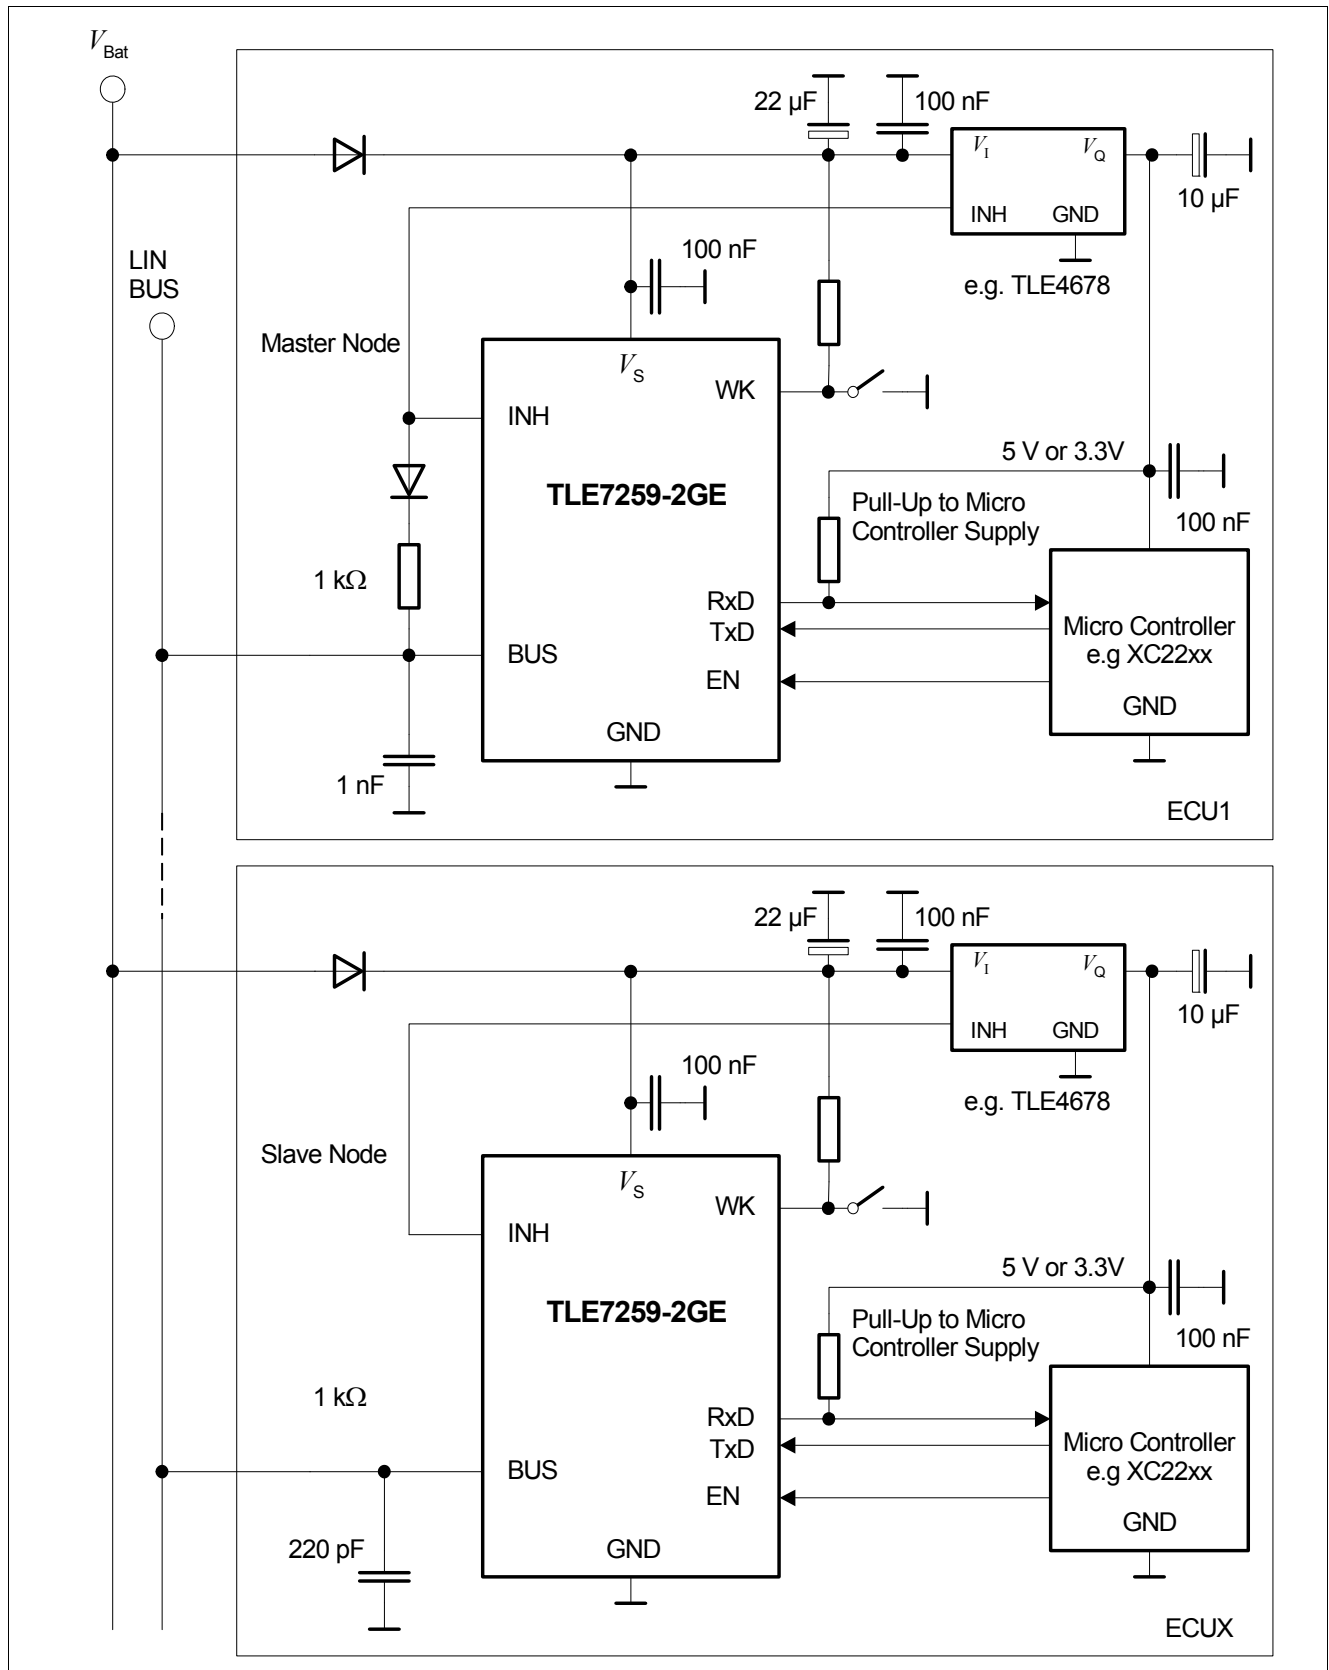 VBat
22 µF
100 nF
VI
VQ
10 µF
INH
GND
e.g. TLE4678
LIN
BUS
100 nF
Master Node
VS
WK
INH
5 V or 3.3V
TLE7259-2GE
Pull-Up to Micro
Controller Supply
100 nF
1 kΩ
RxD
TxD
Micro Controller
e.g XC22xx
BUS
EN
GND
GND
1 nF
ECU1
22 µF
100 nF
VI
VQ
10 µF
INH
GND
e.g. TLE4678
100 nF
Slave Node
VS
WK
INH
5 V or 3.3V
TLE7259-2GE
Pull-Up to Micro
Controller Supply
100 nF
1 kΩ
RxD
TxD
Micro Controller
e.g XC22xx
BUS
EN
GND
220 pF
GND
ECUX